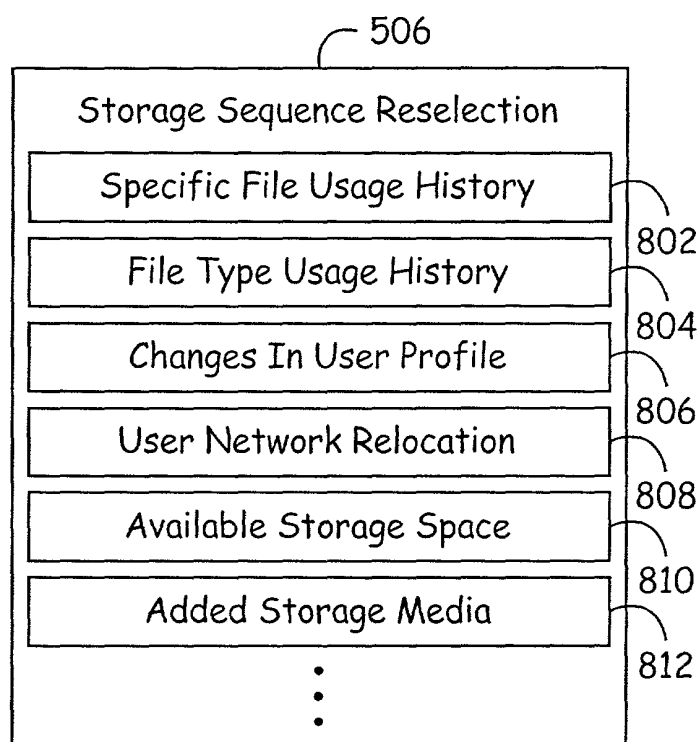 506
Storage Sequence Reselection
Specific File Usage History
802
File Type Usage History
804
Changes In User Profile
806
User Network Relocation
808
Available Storage Space
810
Added Storage Media
812